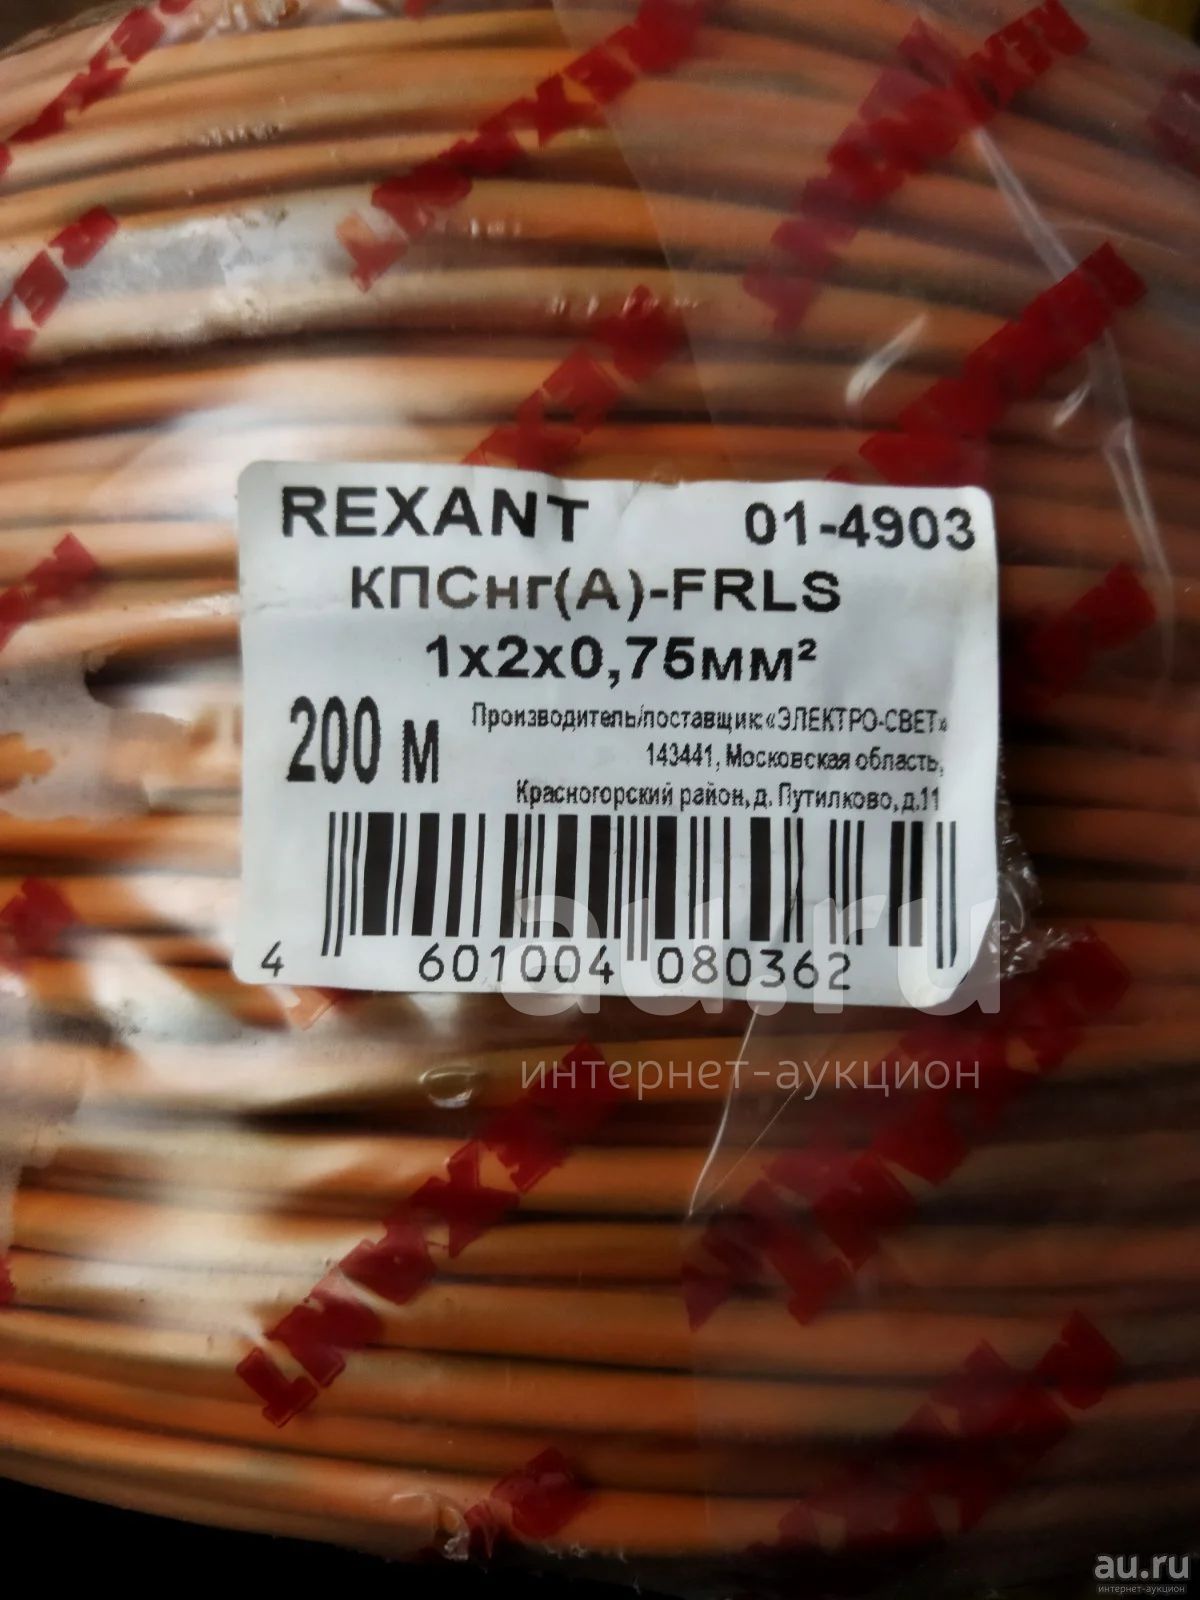 REXANT 01-4903
КПСнг(А)-FRLS
1x2x0,75мм²
200 м
Производитель/поставщик «ЭЛЕКТРО-СВЕТ»
143441, Московская область,
Красногорский район, д. Путилково, д.11
4 601004 080362
au.ru
интернет-аукцион
au.ru
интернет-аукцион